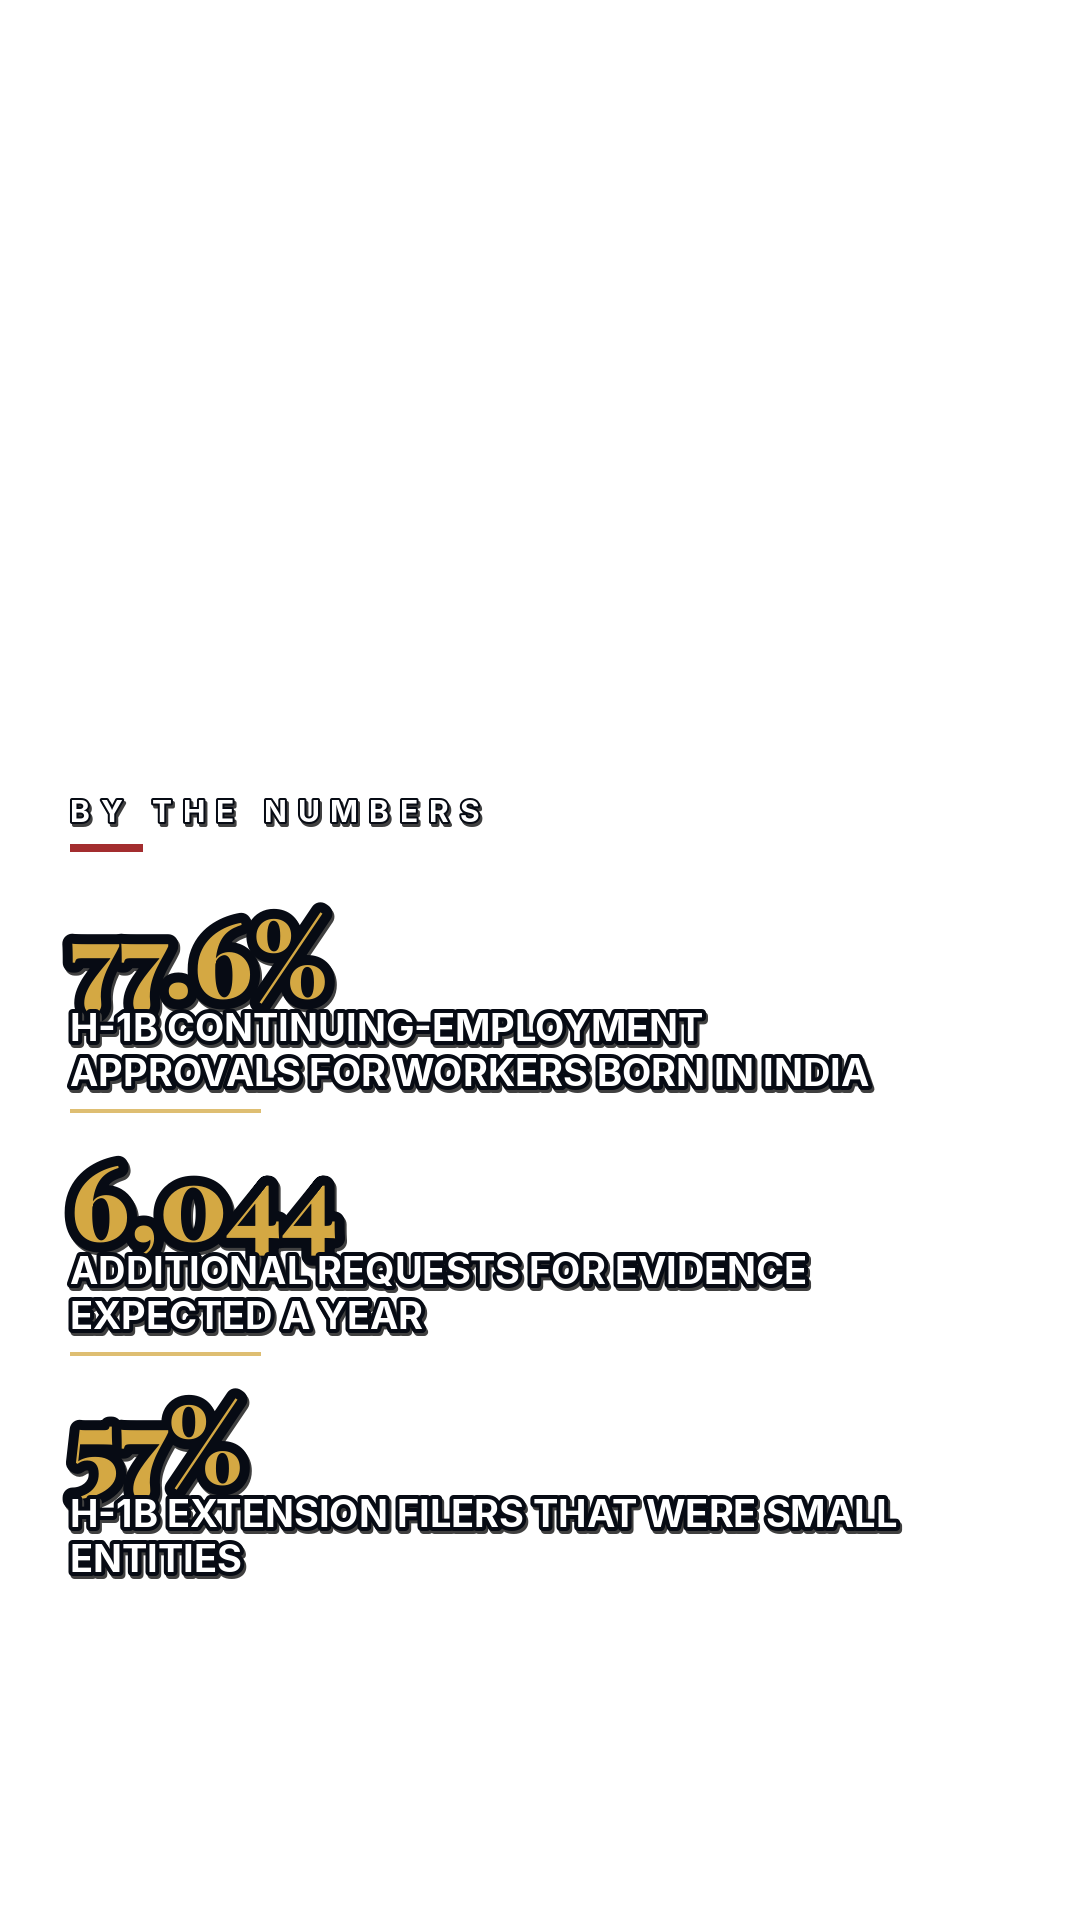 BY THE NUMBERS
77.6%
H-1B CONTINUING-EMPLOYMENT
APPROVALS FOR WORKERS BORN IN INDIA
6,044
ADDITIONAL REQUESTS FOR EVIDENCE
EXPECTED A YEAR
57%
H-1B EXTENSION FILERS THAT WERE SMALL
ENTITIES